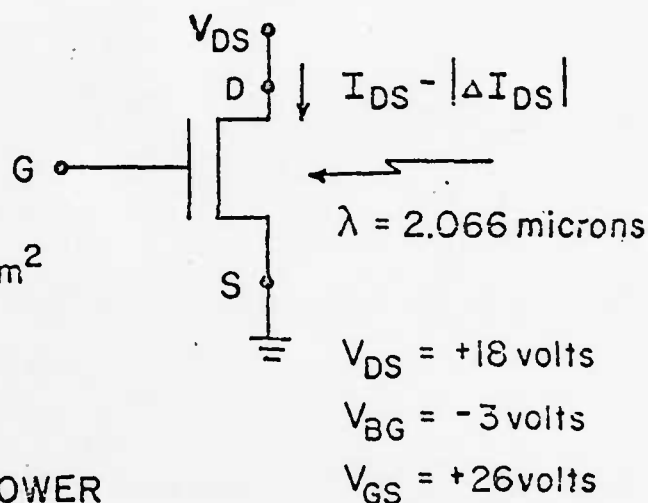 V_DS
D
I_DS - |ΔI_DS|
G
λ = 2.066 microns
m²
S
V_DS = +18 volts
V_BG = -3 volts
OWER
V_GS = +26 volts